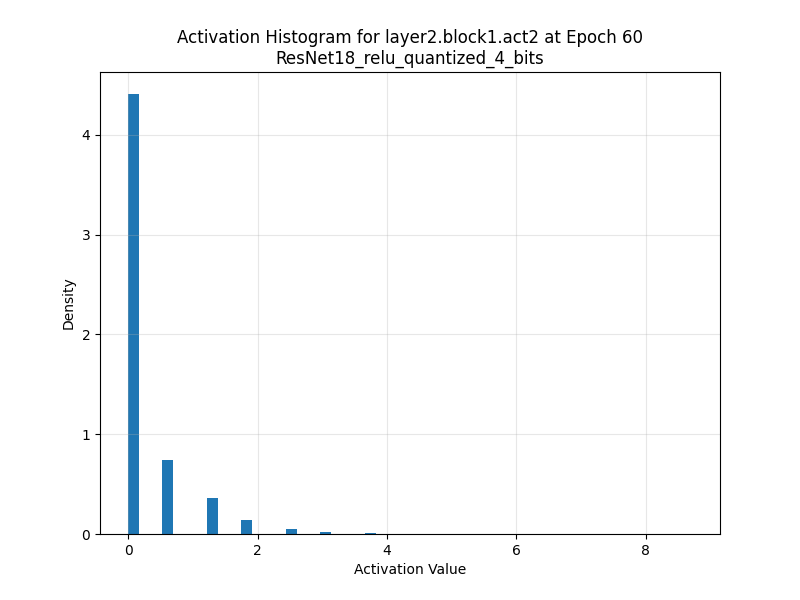 Activation Histogram for layer2.block1.act2 at Epoch 60
ResNet18_relu_quantized_4_bits
4
3
2
1
0
Density
0 2 4 6 8
Activation Value